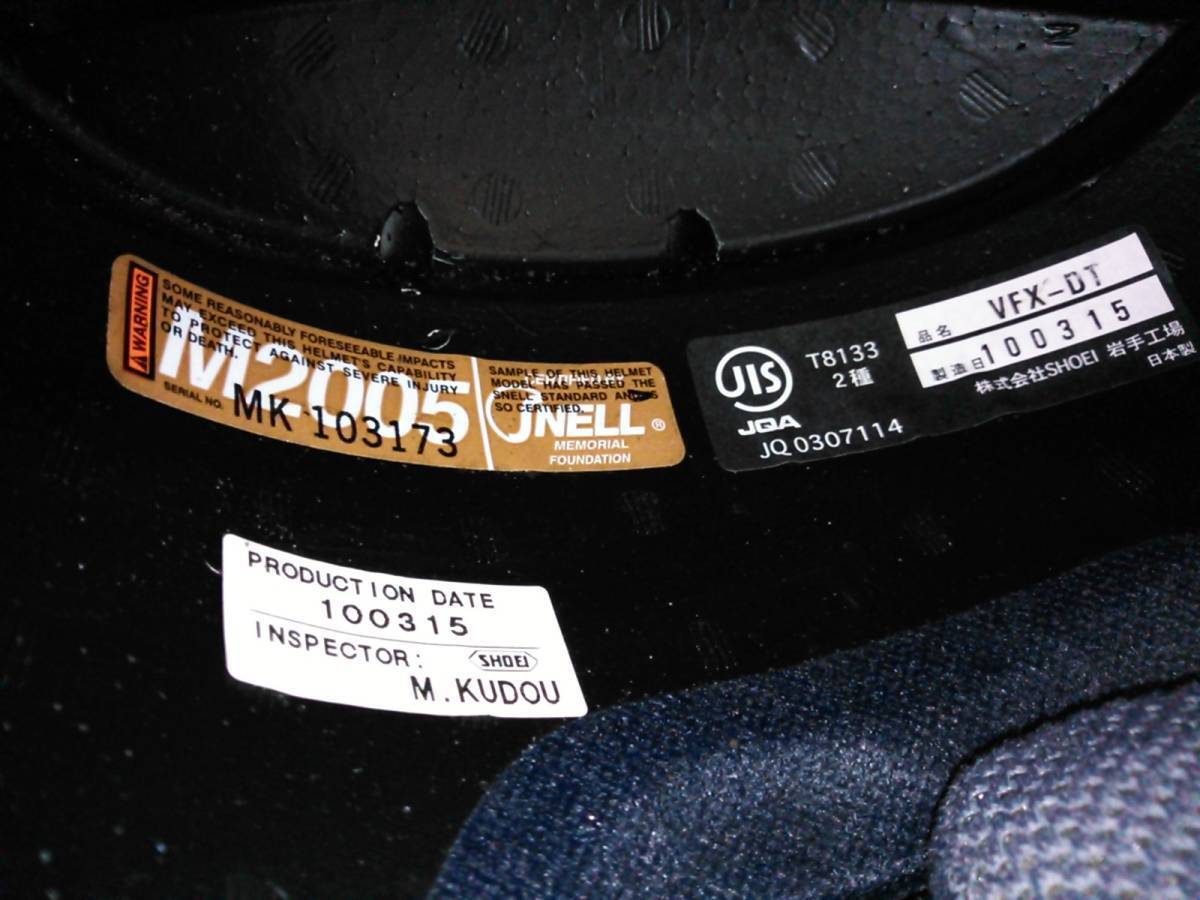 WARNING
SOME REASONABLY FORESEEABLE IMPACTS
MAY EXCEED THIS HELMET'S CAPABILITY
TO PROTECT AGAINST SEVERE INJURY
OR DEATH.
M2005
SERIAL NO.
MK 103173
SAMPLE OF THIS HELMET
MODEL HAS PASSED THE
SNELL STANDARD AND IS
SO CERTIFIED.
SNELL®
MEMORIAL
FOUNDATION
JIS
JQA
T8133
2種
JQ 0307114
品名 VFX-DT
製造日 100315
株式会社SHOEI 岩手工場
日本製
PRODUCTION DATE
100315
INSPECTOR: SHOEI
M.KUDOU